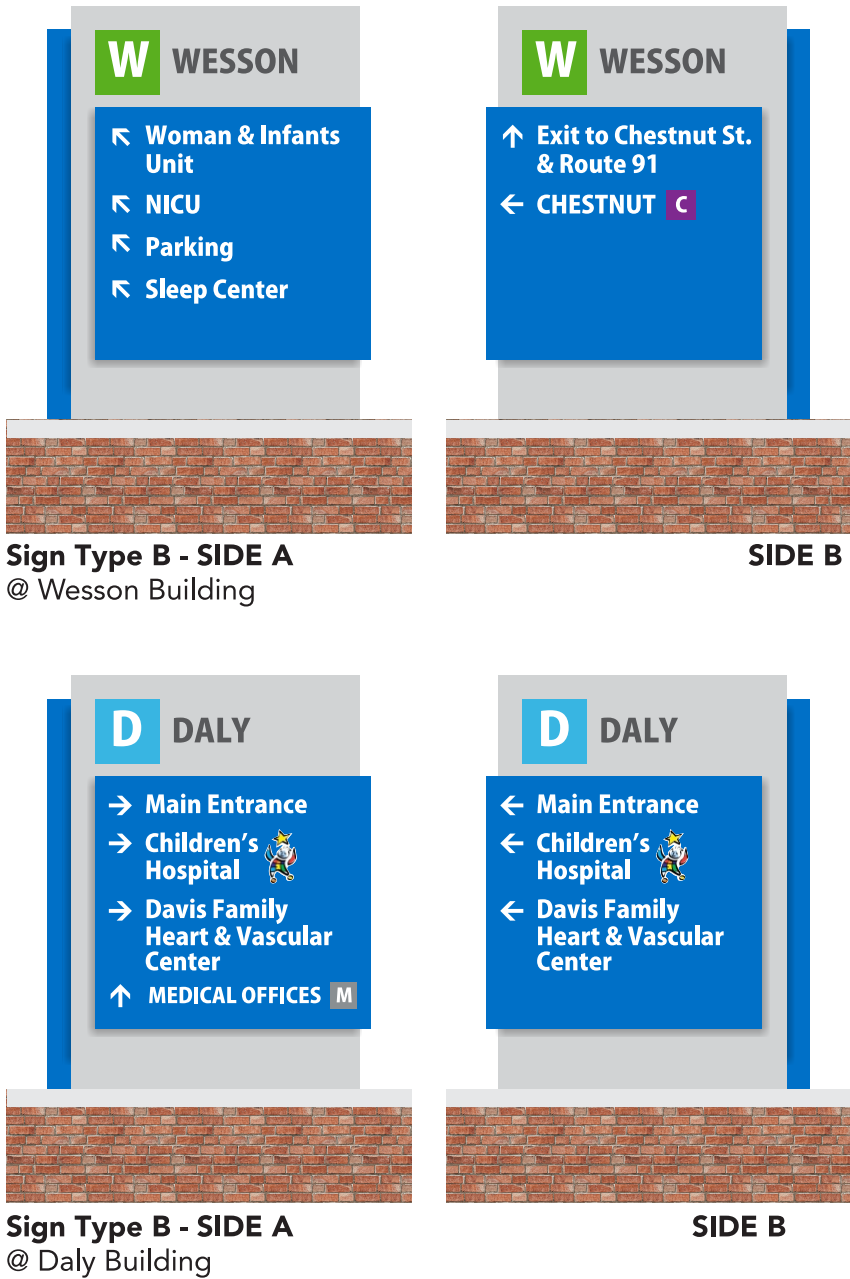 W WESSON
↖ Woman & Infants
Unit
↖ NICU
↖ Parking
↖ Sleep Center
W WESSON
↑ Exit to Chestnut St.
& Route 91
← CHESTNUT C
Sign Type B - SIDE A
@ Wesson Building
SIDE B
D DALY
→ Main Entrance
→ Children's
Hospital
→ Davis Family
Heart & Vascular
Center
↑ MEDICAL OFFICES M
D DALY
← Main Entrance
← Children's
Hospital
← Davis Family
Heart & Vascular
Center
Sign Type B - SIDE A
@ Daly Building
SIDE B